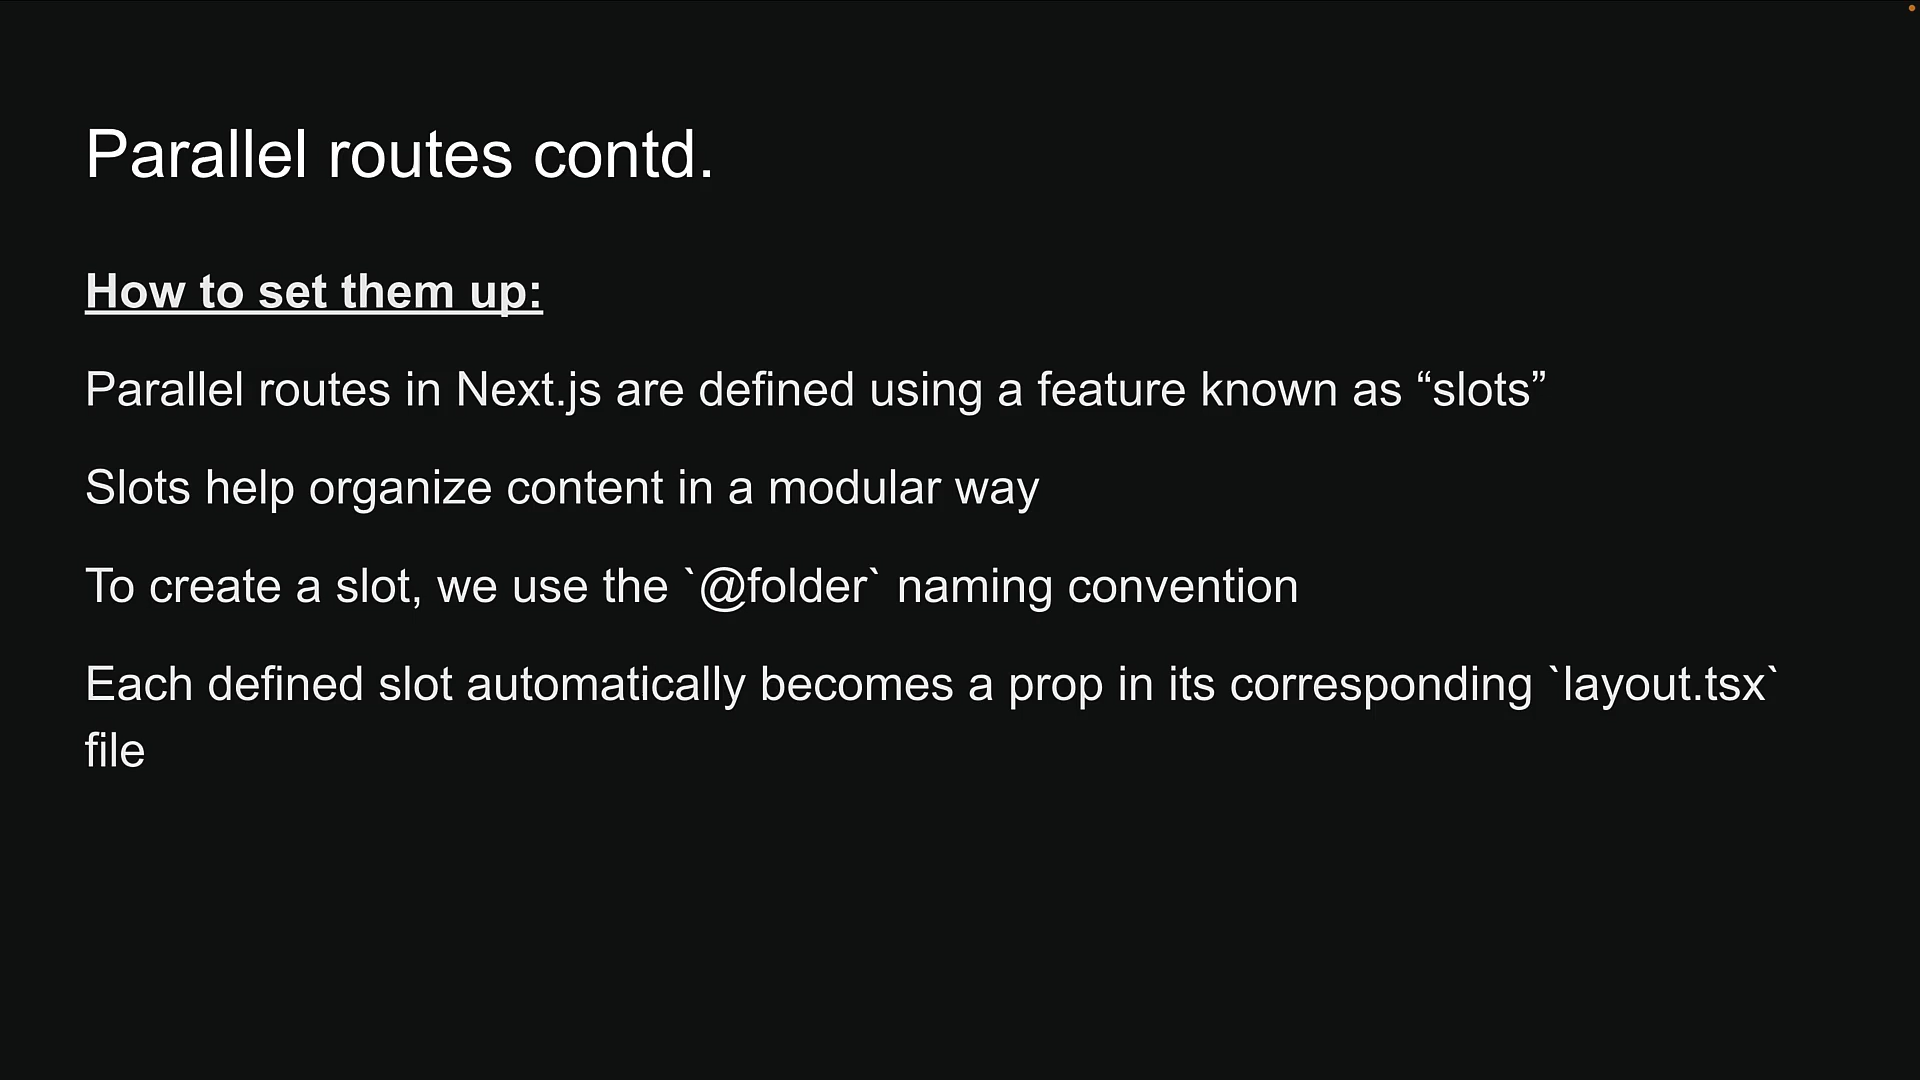 Parallel routes contd.
How to set them up:
Parallel routes in Next.js are defined using a feature known as “slots”
Slots help organize content in a modular way
To create a slot, we use the `@folder` naming convention
Each defined slot automatically becomes a prop in its corresponding `layout.tsx`
file